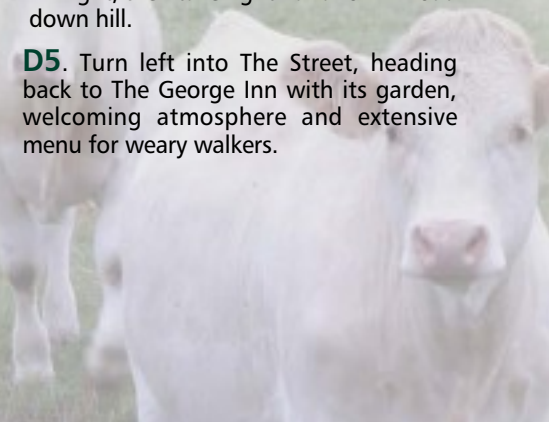 down hill.
D5. Turn left into The Street, heading
back to The George Inn with its garden,
welcoming atmosphere and extensive
menu for weary walkers.